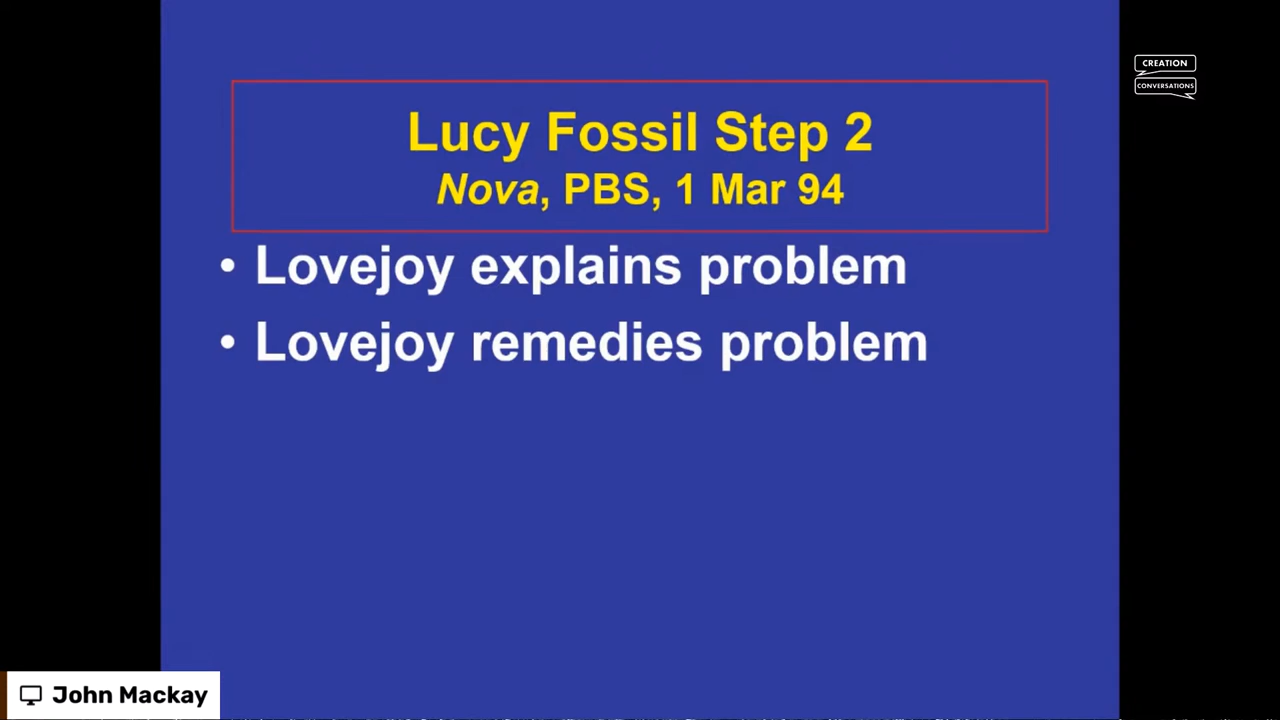 CREATION
CONVERSATIONS
Lucy Fossil Step 2
Nova, PBS, 1 Mar 94
• Lovejoy explains problem
• Lovejoy remedies problem
John Mackay